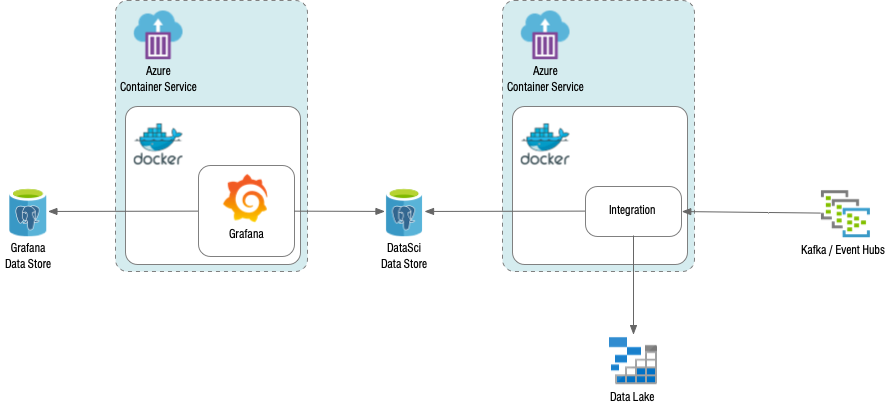 Azure
Container Service
docker
Grafana
Grafana
Data Store
DataSci
Data Store
Azure
Container Service
docker
Integration
Kafka / Event Hubs
Data Lake